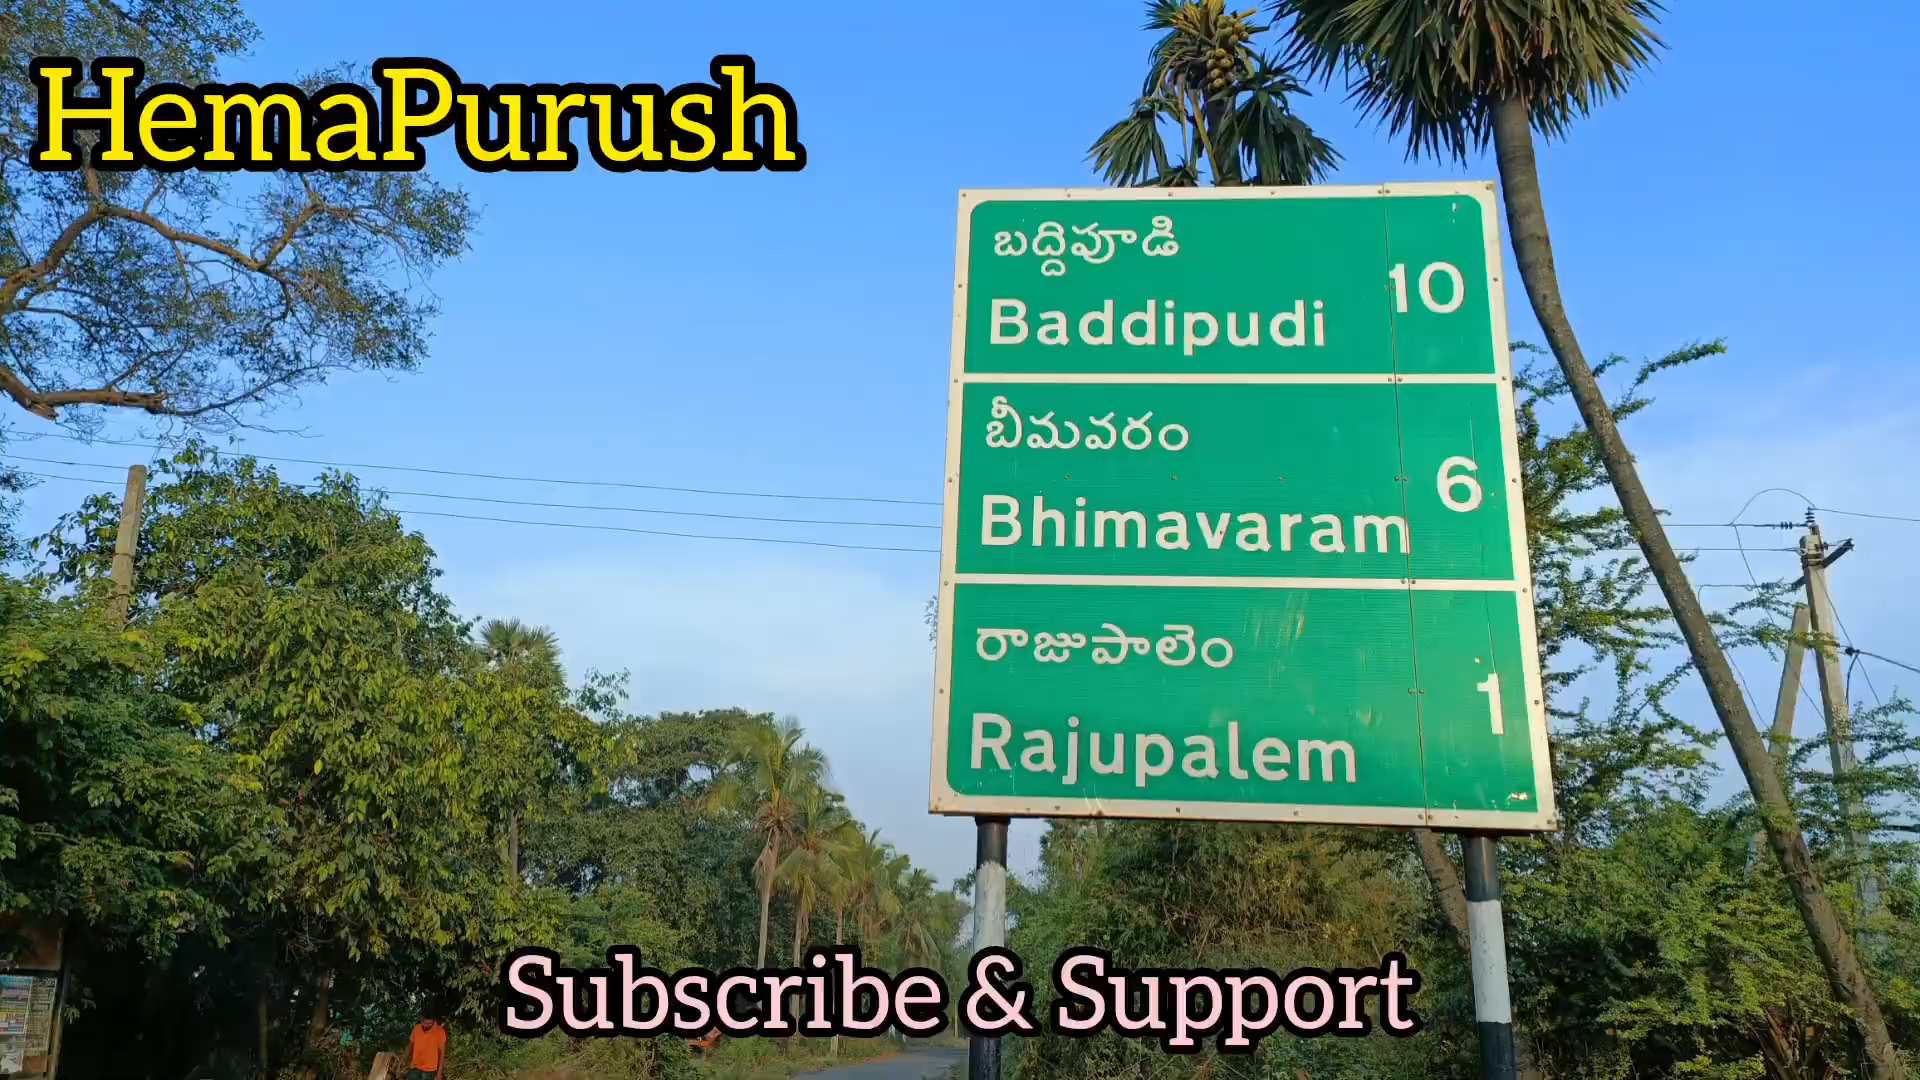 HemaPurush
బద్దిపూడి
Baddipudi
10
బీమవరం
Bhimavaram
6
రాజుపాలెం
Rajupalem
1
Subscribe & Support